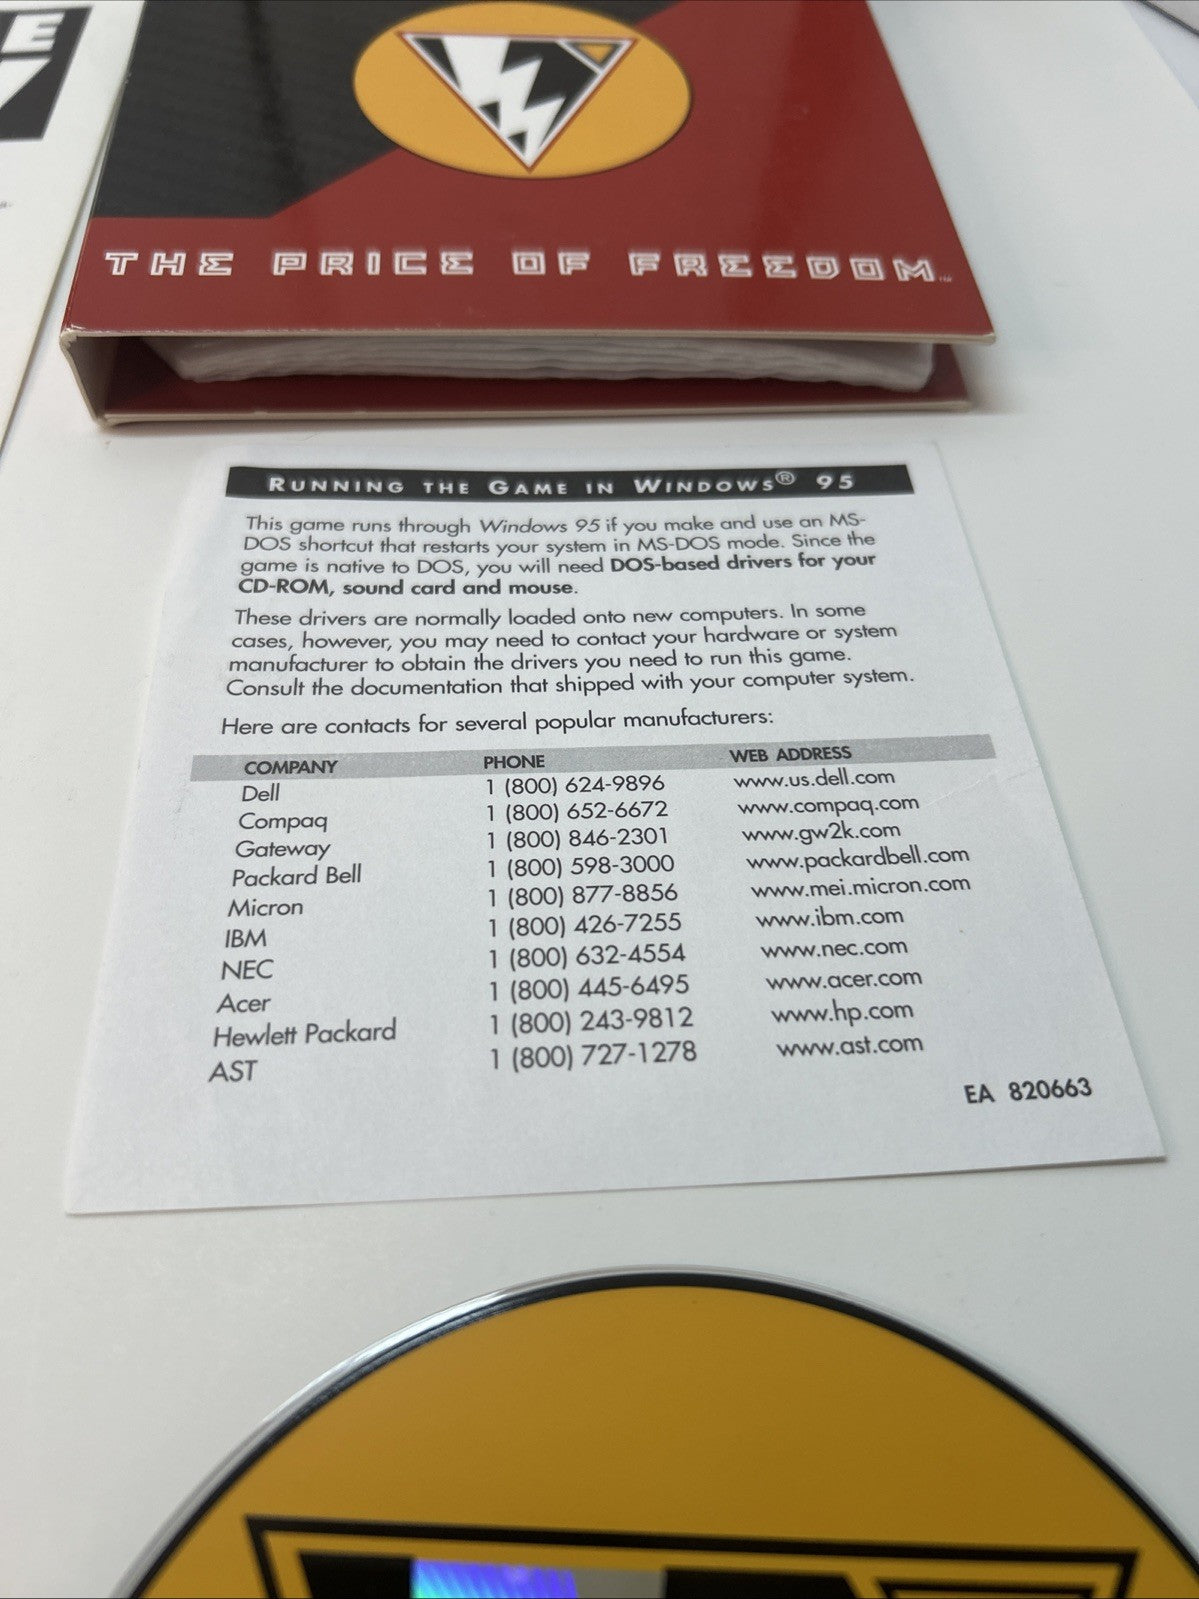 E
THE PRICE OF FREEDOM™
RUNNING THE GAME IN WINDOWS® 95
This game runs through Windows 95 if you make and use an MS-
DOS shortcut that restarts your system in MS-DOS mode. Since the
game is native to DOS, you will need DOS-based drivers for your
CD-ROM, sound card and mouse.
These drivers are normally loaded onto new computers. In some
cases, however, you may need to contact your hardware or system
manufacturer to obtain the drivers you need to run this game.
Consult the documentation that shipped with your computer system.
Here are contacts for several popular manufacturers:
COMPANY PHONE WEB ADDRESS
Dell 1 (800) 624-9896 www.us.dell.com
Compaq 1 (800) 652-6672 www.compaq.com
Gateway 1 (800) 846-2301 www.gw2k.com
Packard Bell 1 (800) 598-3000 www.packardbell.com
Micron 1 (800) 877-8856 www.mei.micron.com
IBM 1 (800) 426-7255 www.ibm.com
NEC 1 (800) 632-4554 www.nec.com
Acer 1 (800) 445-6495 www.acer.com
Hewlett Packard 1 (800) 243-9812 www.hp.com
AST 1 (800) 727-1278 www.ast.com
EA 820663